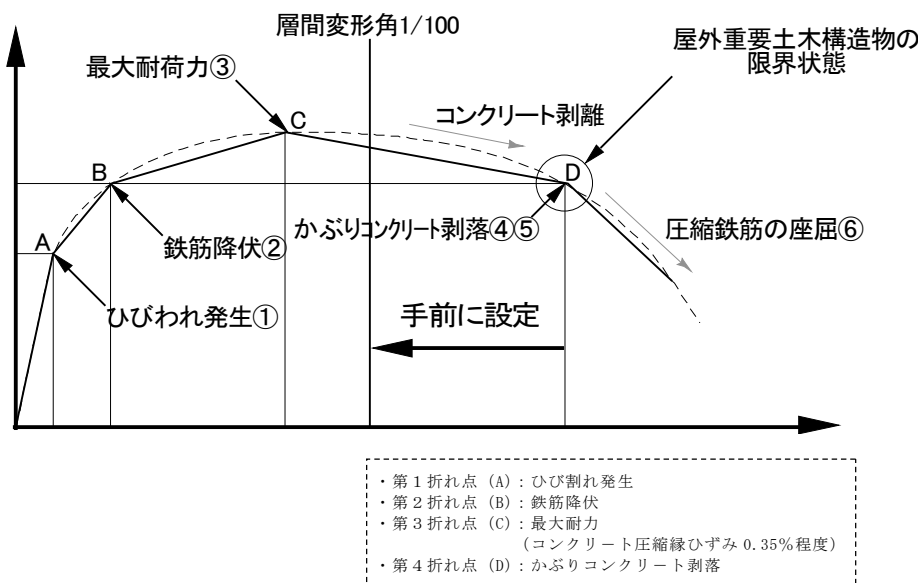 層間変形角1/100
屋外重要土木構造物の
限界状態
最大耐荷力③
C
コンクリート剥離
B
D
かぶりコンクリート剥落④⑤
A
鉄筋降伏②
圧縮鉄筋の座屈⑥
ひびわれ発生①
手前に設定
・第１折れ点 (A)：ひび割れ発生
・第２折れ点 (B)：鉄筋降伏
・第３折れ点 (C)：最大耐力
（コンクリート圧縮縁ひずみ 0.35％程度）
・第４折れ点 (D)：かぶりコンクリート剥落